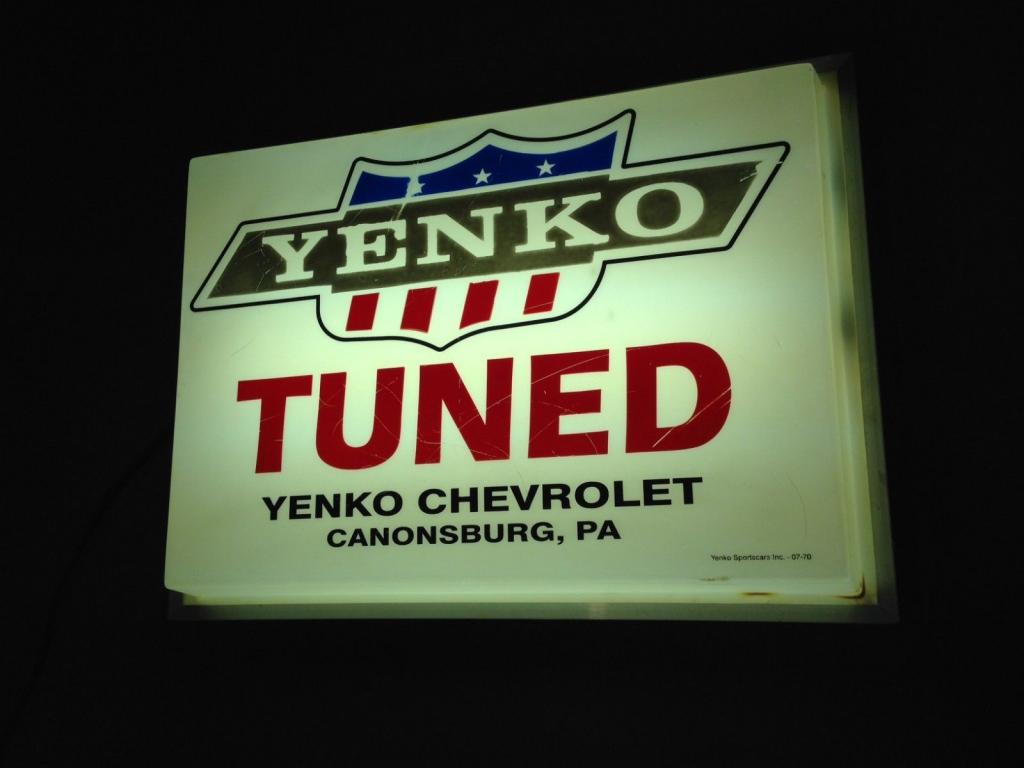 YENKO
TUNED
YENKO CHEVROLET
CANONSBURG, PA
Yenko Sportscars Inc. - 07-70